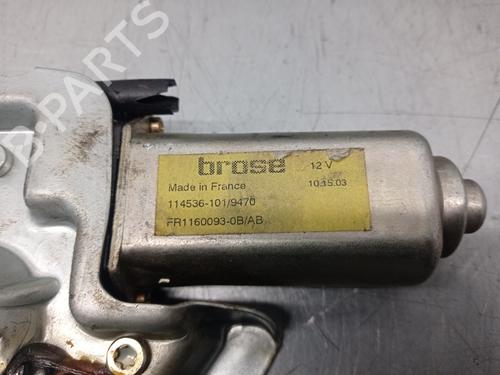 brose
12 V
Made in France
10.15.03
114536-101/9470
FR1160093-0B/AB
B-PARTS